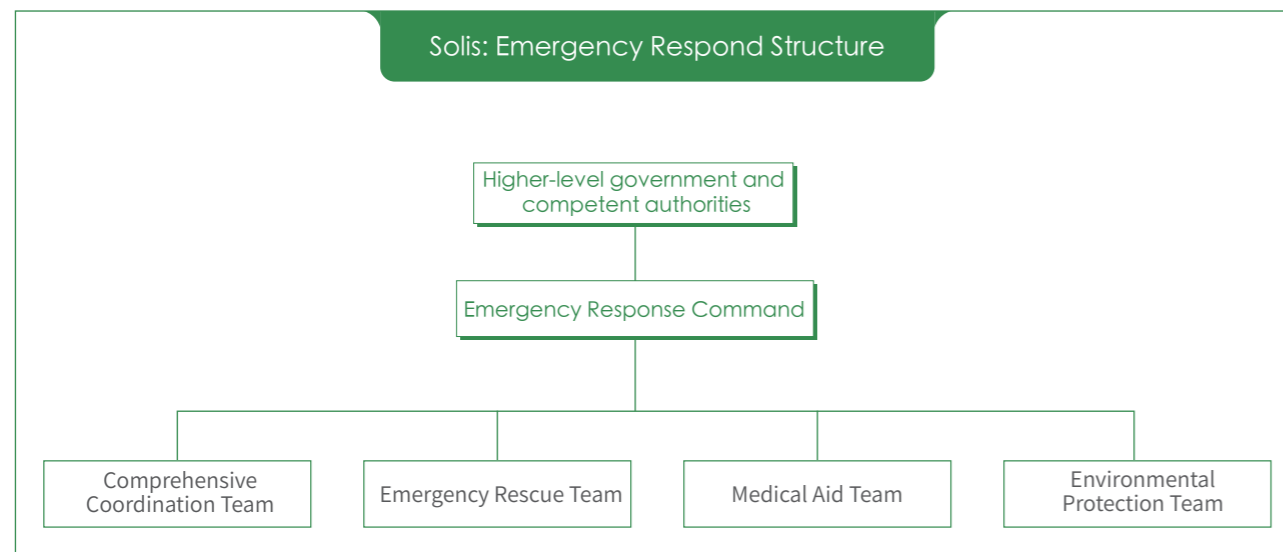 Solis: Emergency Respond Structure
Higher-level government and
competent authorities
Emergency Response Command
Comprehensive
Coordination Team
Emergency Rescue Team
Medical Aid Team
Environmental
Protection Team